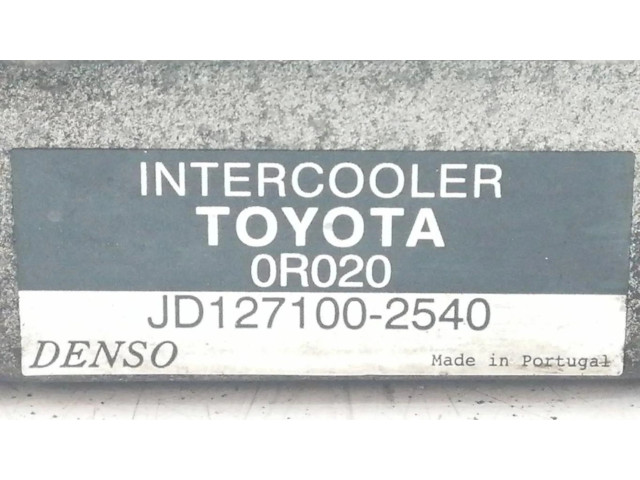 INTERCOOLER
TOYOTA
0R020
JD127100-2540
DENSO Made in Portugal